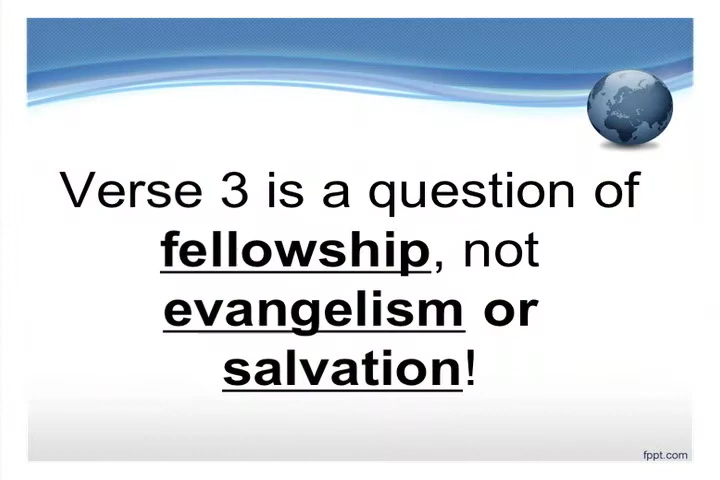 Verse 3 is a question of
fellowship, not
evangelism or
salvation!
fppt.com